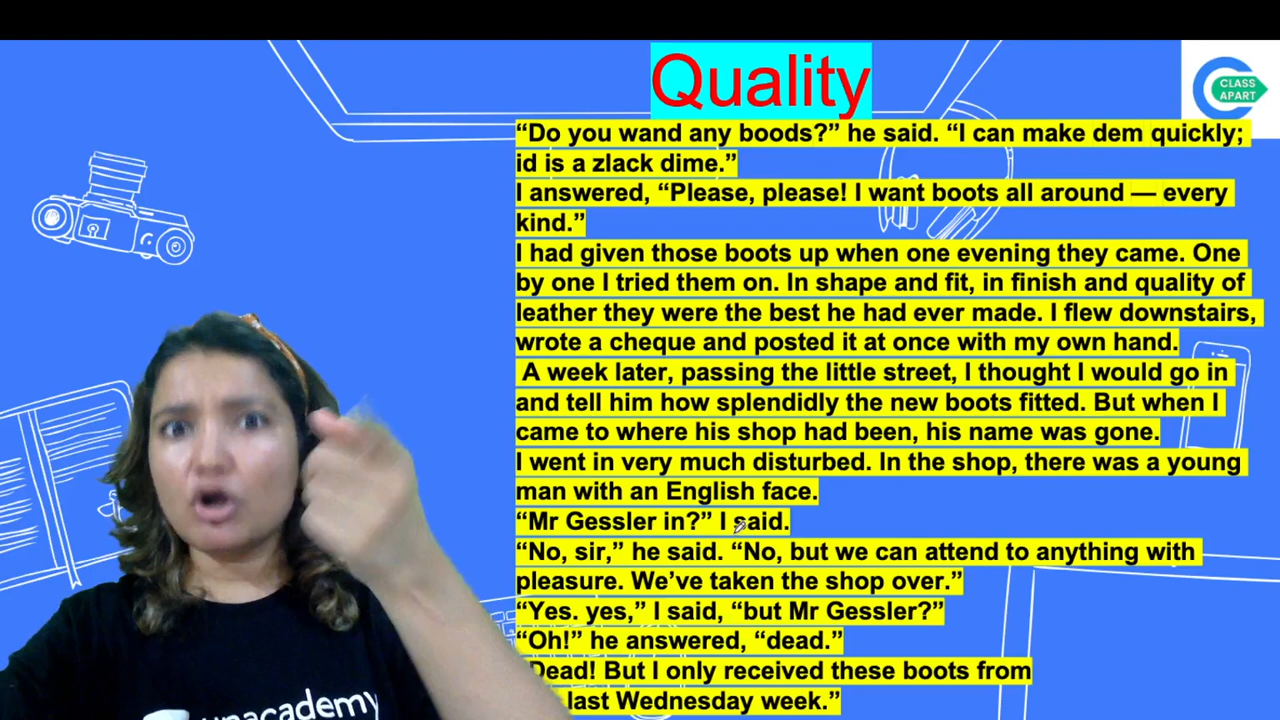 Quality
CLASS
APART
“Do you wand any boods?” he said. “I can make dem quickly;
id is a zlack dime.”
I answered, “Please, please! I want boots all around — every
kind.”
I had given those boots up when one evening they came. One
by one I tried them on. In shape and fit, in finish and quality of
leather they were the best he had ever made. I flew downstairs,
wrote a cheque and posted it at once with my own hand.
A week later, passing the little street, I thought I would go in
and tell him how splendidly the new boots fitted. But when I
came to where his shop had been, his name was gone.
I went in very much disturbed. In the shop, there was a young
man with an English face.
“Mr Gessler in?” I said.
“No, sir,” he said. “No, but we can attend to anything with
pleasure. We’ve taken the shop over.”
“Yes. yes,” I said, “but Mr Gessler?”
“Oh!” he answered, “dead.”
Dead! But I only received these boots from
last Wednesday week.”
unacademy